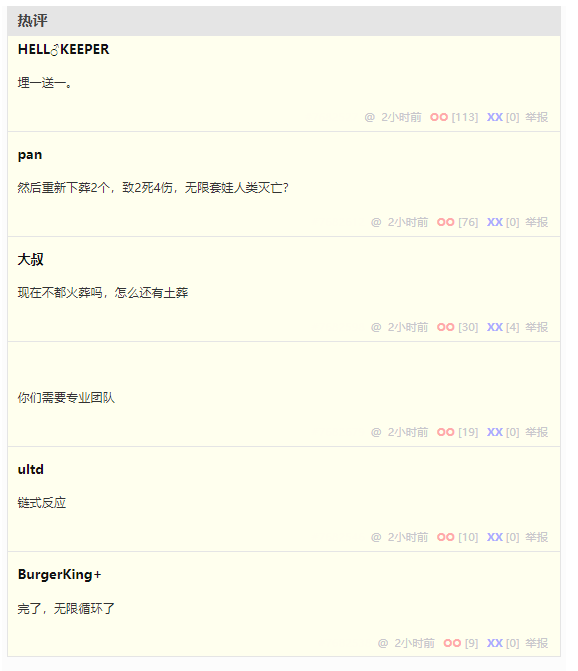 热评
HELL♂KEEPER
埋一送一。
@ 2小时前 OO [113] XX [0] 举报
pan
然后重新下葬2个，致2死4伤，无限套娃人类灭亡？
@ 2小时前 OO [76] XX [0] 举报
大叔
现在不都火葬吗，怎么还有土葬
@ 2小时前 OO [30] XX [4] 举报
你们需要专业团队
@ 2小时前 OO [19] XX [0] 举报
ultd
链式反应
@ 2小时前 OO [10] XX [0] 举报
BurgerKing+
完了，无限循环了
@ 2小时前 OO [9] XX [0] 举报